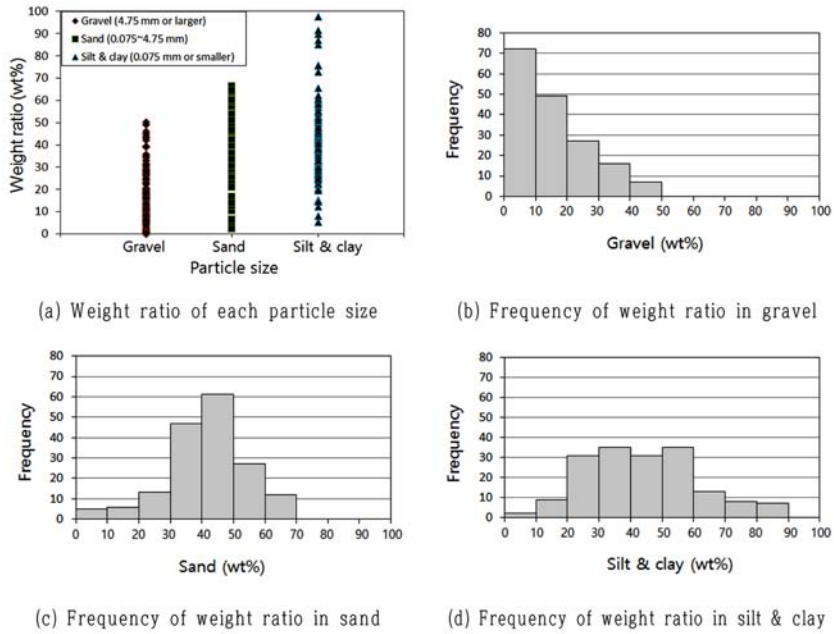 Gravel (4.75 mm or larger)
Sand (0.075~4.75 mm)
Silt & clay (0.075 mm or smaller)
Weight ratio (wt%)
100
90
80
70
60
50
40
30
20
10
0
Gravel Sand Silt & clay
Particle size
(a) Weight ratio of each particle size
Frequency
80
70
60
50
40
30
20
10
0
0 10 20 30 40 50 60 70 80 90 100
Gravel (wt%)
(b) Frequency of weight ratio in gravel
Frequency
80
70
60
50
40
30
20
10
0
0 10 20 30 40 50 60 70 80 90 100
Sand (wt%)
(c) Frequency of weight ratio in sand
Frequency
80
70
60
50
40
30
20
10
0
0 10 20 30 40 50 60 70 80 90 100
Silt & clay (wt%)
(d) Frequency of weight ratio in silt & clay